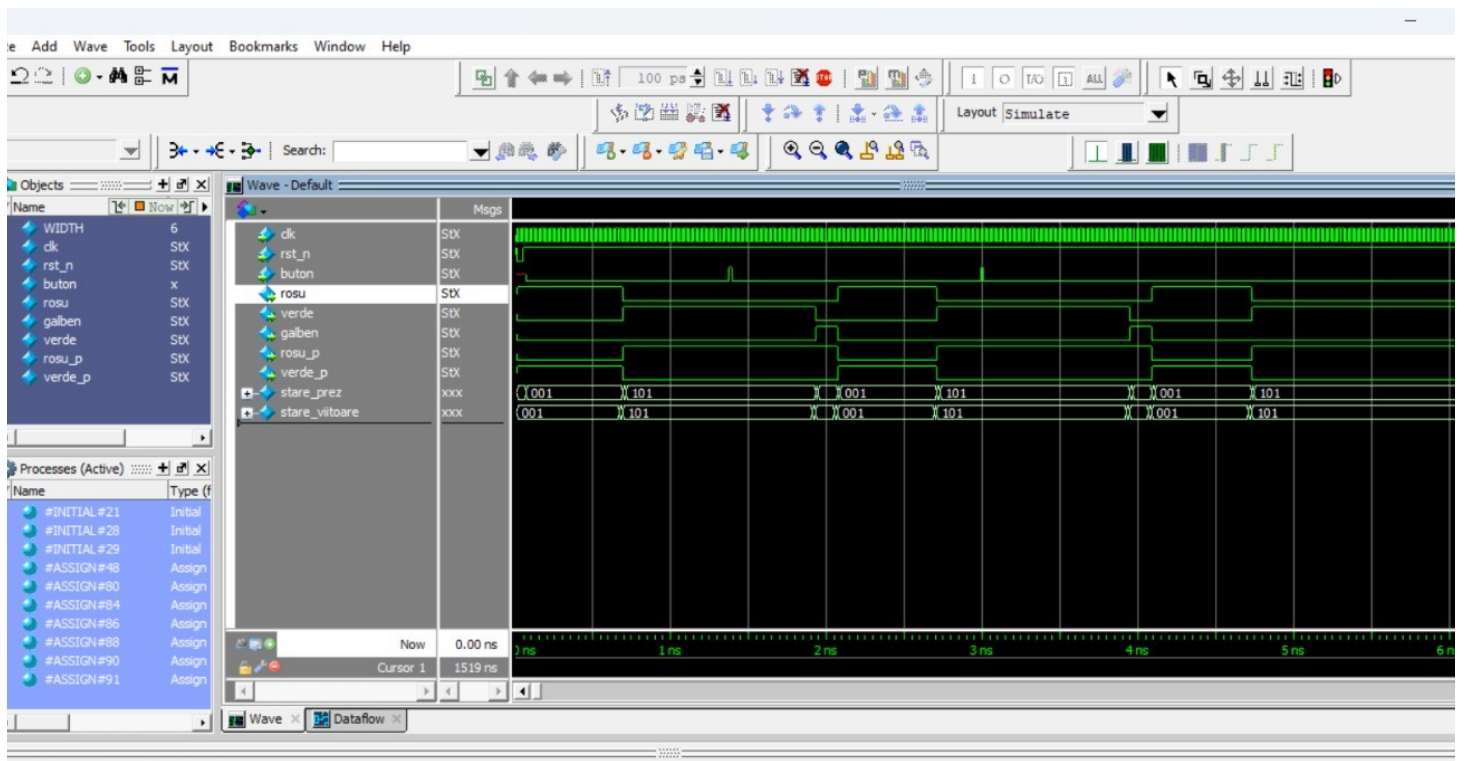 Add Wave Tools Layout Bookmarks Window Help
100 ps
I O I/O ALL
Layout Simulate
Search:
Objects
Name Now
WIDTH 6
clk StX
rst_n StX
buton x
rosu StX
galben StX
verde StX
rosu_p StX
verde_p StX
Processes (Active)
Name Type (f
#INITIAL#21 Initial
#INITIAL#28 Initial
#INITIAL#29 Initial
#ASSIGN#48 Assign
#ASSIGN#80 Assign
#ASSIGN#84 Assign
#ASSIGN#86 Assign
#ASSIGN#88 Assign
#ASSIGN#90 Assign
#ASSIGN#91 Assign
Wave - Default
Msgs
clk StX
rst_n StX
buton StX
rosu StX
verde StX
galben StX
rosu_p StX
verde_p StX
stare_prez xxx 001 101 001 101 001 101
stare_viitoare xxx 001 101 001 101 001 101
Now 0.00 ns 1 ns 2 ns 3 ns 4 ns 5 ns
Cursor 1 1519 ns
Wave Dataflow